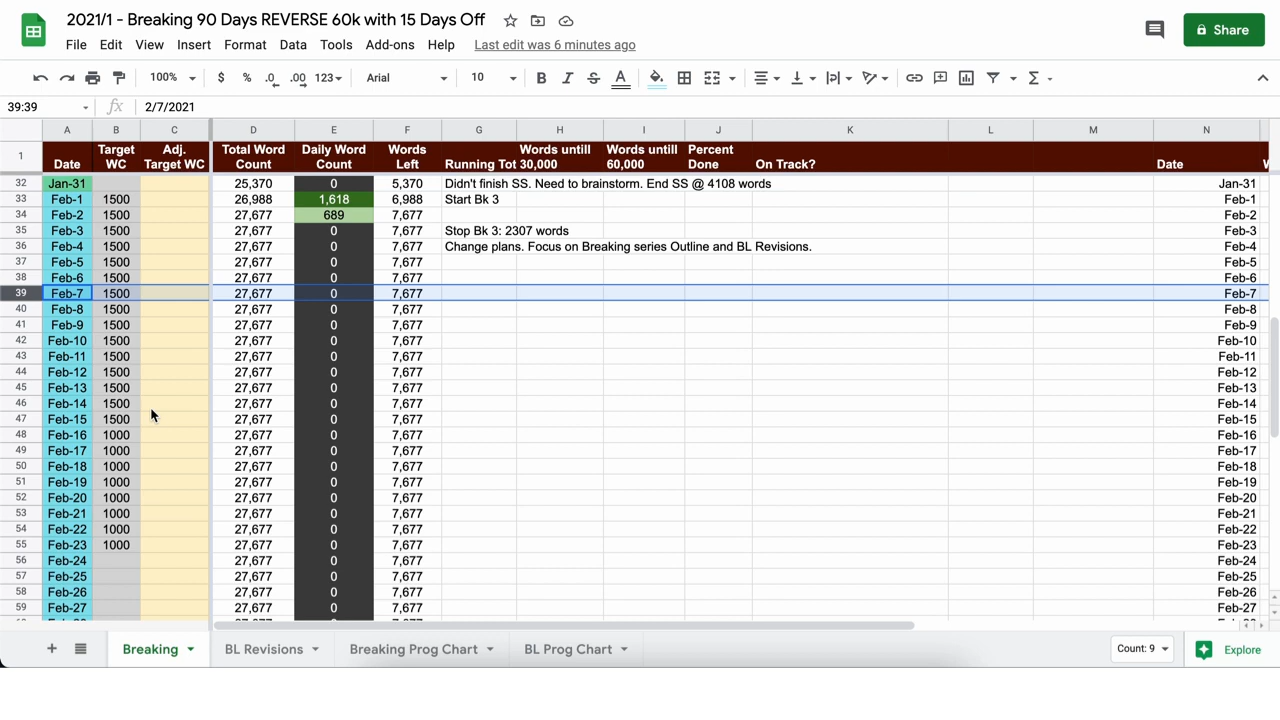 2021/1 - Breaking 90 Days REVERSE 60k with 15 Days Off
File Edit View Insert Format Data Tools Add-ons Help Last edit was 6 minutes ago
Share
100% $ % .0 .00 123 Arial 10 B I S A
39:39 fx 2/7/2021
A B C D E F G H I J K L M N
1 Date Target WC Adj. Target WC Total Word Count Daily Word Count Words Left Running Tot Words untill 30,000 Words untill 60,000 Percent Done On Track? Date W
32 Jan-31 25,370 0 5,370 Didn't finish SS. Need to brainstorm. End SS @ 4108 words Jan-31
33 Feb-1 1500 26,988 1,618 6,988 Start Bk 3 Feb-1
34 Feb-2 1500 27,677 689 7,677 Feb-2
35 Feb-3 1500 27,677 0 7,677 Stop Bk 3: 2307 words Feb-3
36 Feb-4 1500 27,677 0 7,677 Change plans. Focus on Breaking series Outline and BL Revisions. Feb-4
37 Feb-5 1500 27,677 0 7,677 Feb-5
38 Feb-6 1500 27,677 0 7,677 Feb-6
39 Feb-7 1500 27,677 0 7,677 Feb-7
40 Feb-8 1500 27,677 0 7,677 Feb-8
41 Feb-9 1500 27,677 0 7,677 Feb-9
42 Feb-10 1500 27,677 0 7,677 Feb-10
43 Feb-11 1500 27,677 0 7,677 Feb-11
44 Feb-12 1500 27,677 0 7,677 Feb-12
45 Feb-13 1500 27,677 0 7,677 Feb-13
46 Feb-14 1500 27,677 0 7,677 Feb-14
47 Feb-15 1500 27,677 0 7,677 Feb-15
48 Feb-16 1000 27,677 0 7,677 Feb-16
49 Feb-17 1000 27,677 0 7,677 Feb-17
50 Feb-18 1000 27,677 0 7,677 Feb-18
51 Feb-19 1000 27,677 0 7,677 Feb-19
52 Feb-20 1000 27,677 0 7,677 Feb-20
53 Feb-21 1000 27,677 0 7,677 Feb-21
54 Feb-22 1000 27,677 0 7,677 Feb-22
55 Feb-23 1000 27,677 0 7,677 Feb-23
56 Feb-24 27,677 0 7,677 Feb-24
57 Feb-25 27,677 0 7,677 Feb-25
58 Feb-26 27,677 0 7,677 Feb-26
59 Feb-27 27,677 0 7,677 Feb-27
Breaking BL Revisions Breaking Prog Chart BL Prog Chart Count: 9 Explore